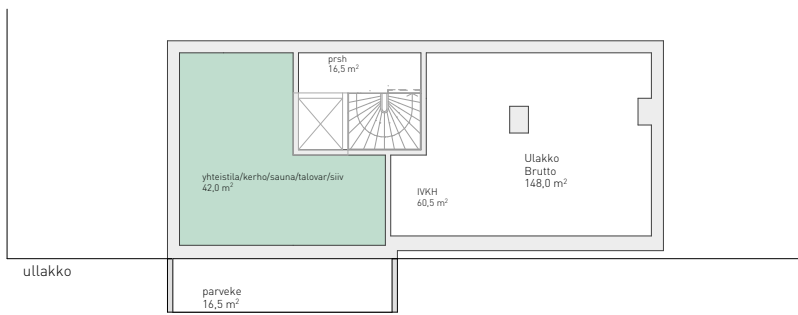 prsh
16,5 m²
yhteistila/kerho/sauna/talovar/siiv
42,0 m²
Ulakko
Brutto
148,0 m²
IVKH
60,5 m²
ullakko
parveke
16,5 m²